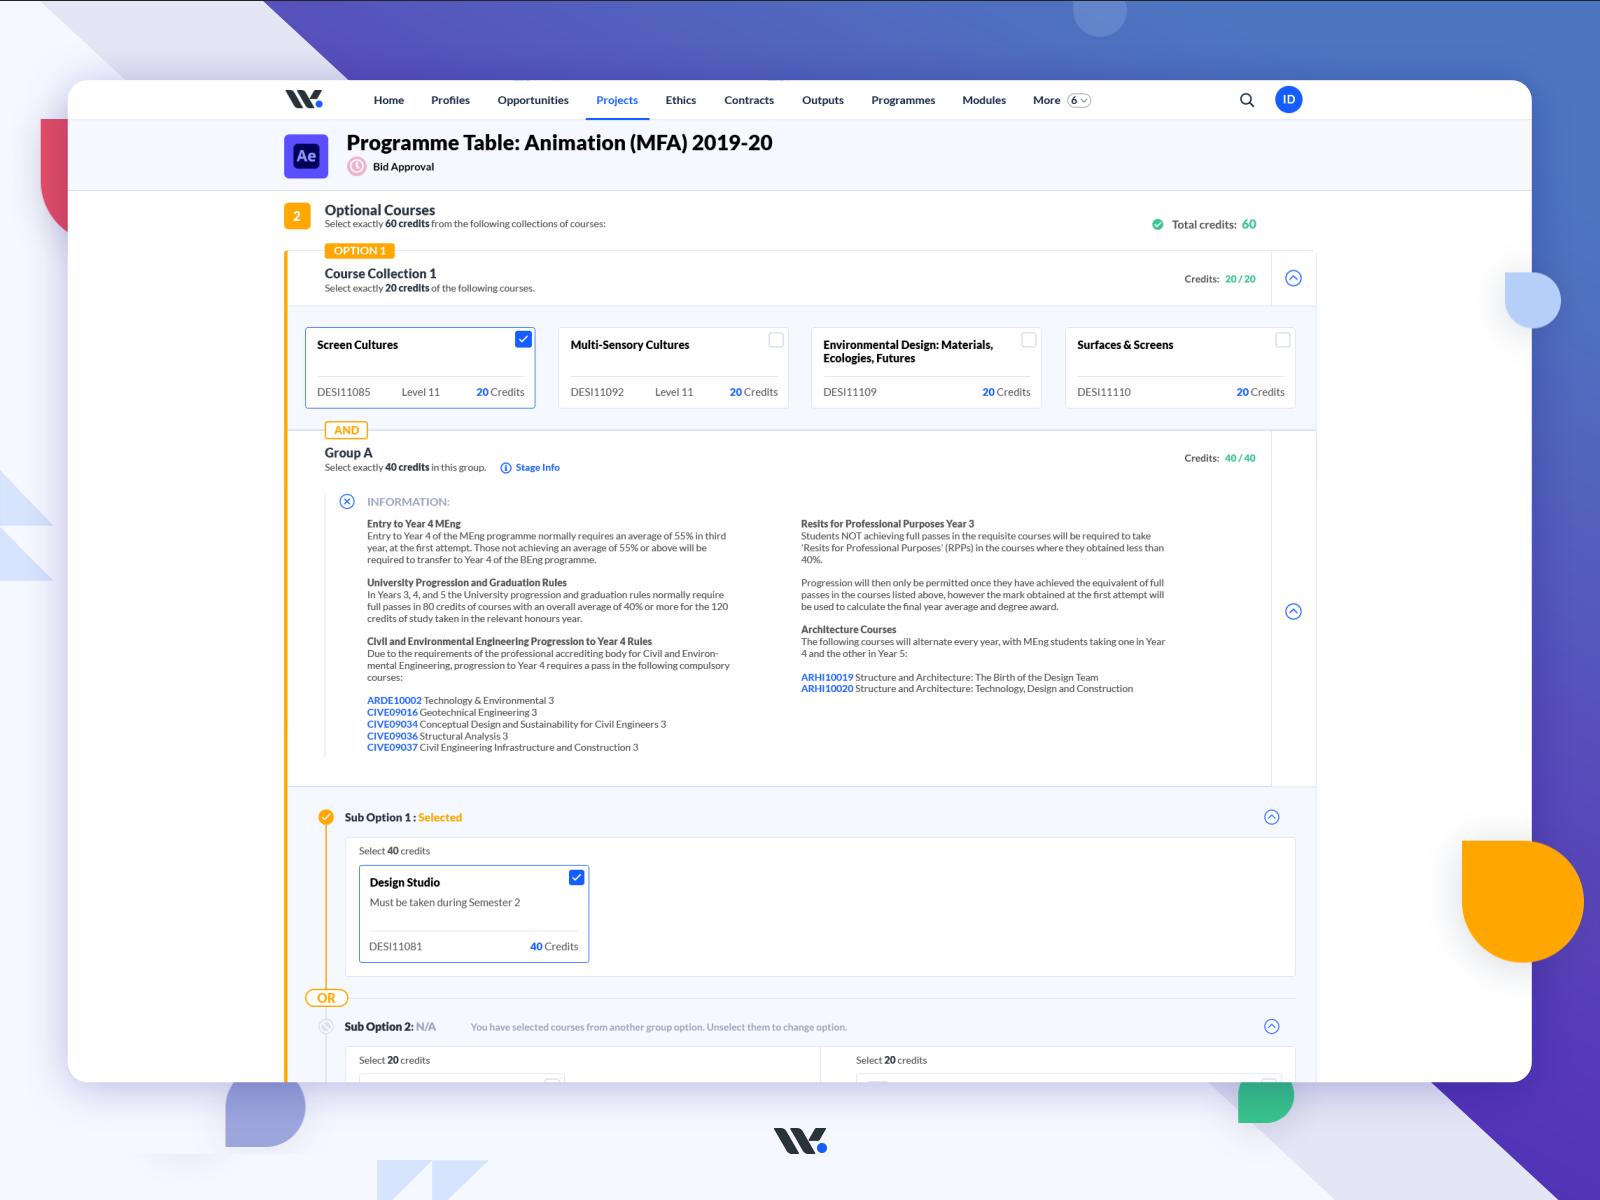 W.
Home Profiles Opportunities Projects Ethics Contracts Outputs Programmes Modules More 6 ID
Ae
Programme Table: Animation (MFA) 2019-20
Bid Approval
2
Optional Courses
Select exactly 60 credits from the following collections of courses:
Total credits: 60
OPTION 1
Course Collection 1
Select exactly 20 credits of the following courses.
Credits: 20 / 20
Screen Cultures
DESI11085 Level 11 20 Credits
Multi-Sensory Cultures
DESI11092 Level 11 20 Credits
Environmental Design: Materials,
Ecologies, Futures
DESI11109 20 Credits
Surfaces & Screens
DESI11110 20 Credits
AND
Group A
Select exactly 40 credits in this group. Stage Info
Credits: 40 / 40
INFORMATION:
Entry to Year 4 MEng
Entry to Year 4 of the MEng programme normally requires an average of 55% in third
year, at the first attempt. Those not achieving an average of 55% or above will be
required to transfer to Year 4 of the BEng programme.
University Progression and Graduation Rules
In Years 3, 4, and 5 the University progression and graduation rules normally require
full passes in 80 credits of courses with an overall average of 40% or more for the 120
credits of study taken in the relevant honours year.
Civil and Environmental Engineering Progression to Year 4 Rules
Due to the requirements of the professional accrediting body for Civil and Environ-
mental Engineering, progression to Year 4 requires a pass in the following compulsory
courses:
ARDE10002 Technology & Environmental 3
CIVE09016 Geotechnical Engineering 3
CIVE09034 Conceptual Design and Sustainability for Civil Engineers 3
CIVE09036 Structural Analysis 3
CIVE09037 Civil Engineering Infrastructure and Construction 3
Resits for Professional Purposes Year 3
Students NOT achieving full passes in the requisite courses will be required to take
'Resits for Professional Purposes' (RPPs) in the courses where they obtained less than
40%.
Progression will then only be permitted once they have achieved the equivalent of full
passes in the courses listed above, however the mark obtained at the first attempt will
be used to calculate the final year average and degree award.
Architecture Courses
The following courses will alternate every year, with MEng students taking one in Year
4 and the other in Year 5:
ARHI10019 Structure and Architecture: The Birth of the Design Team
ARHI10020 Structure and Architecture: Technology, Design and Construction
Sub Option 1 : Selected
Select 40 credits
Design Studio
Must be taken during Semester 2
DESI11081 40 Credits
OR
Sub Option 2: N/A You have selected courses from another group option. Unselect them to change option.
Select 20 credits
Select 20 credits
W.